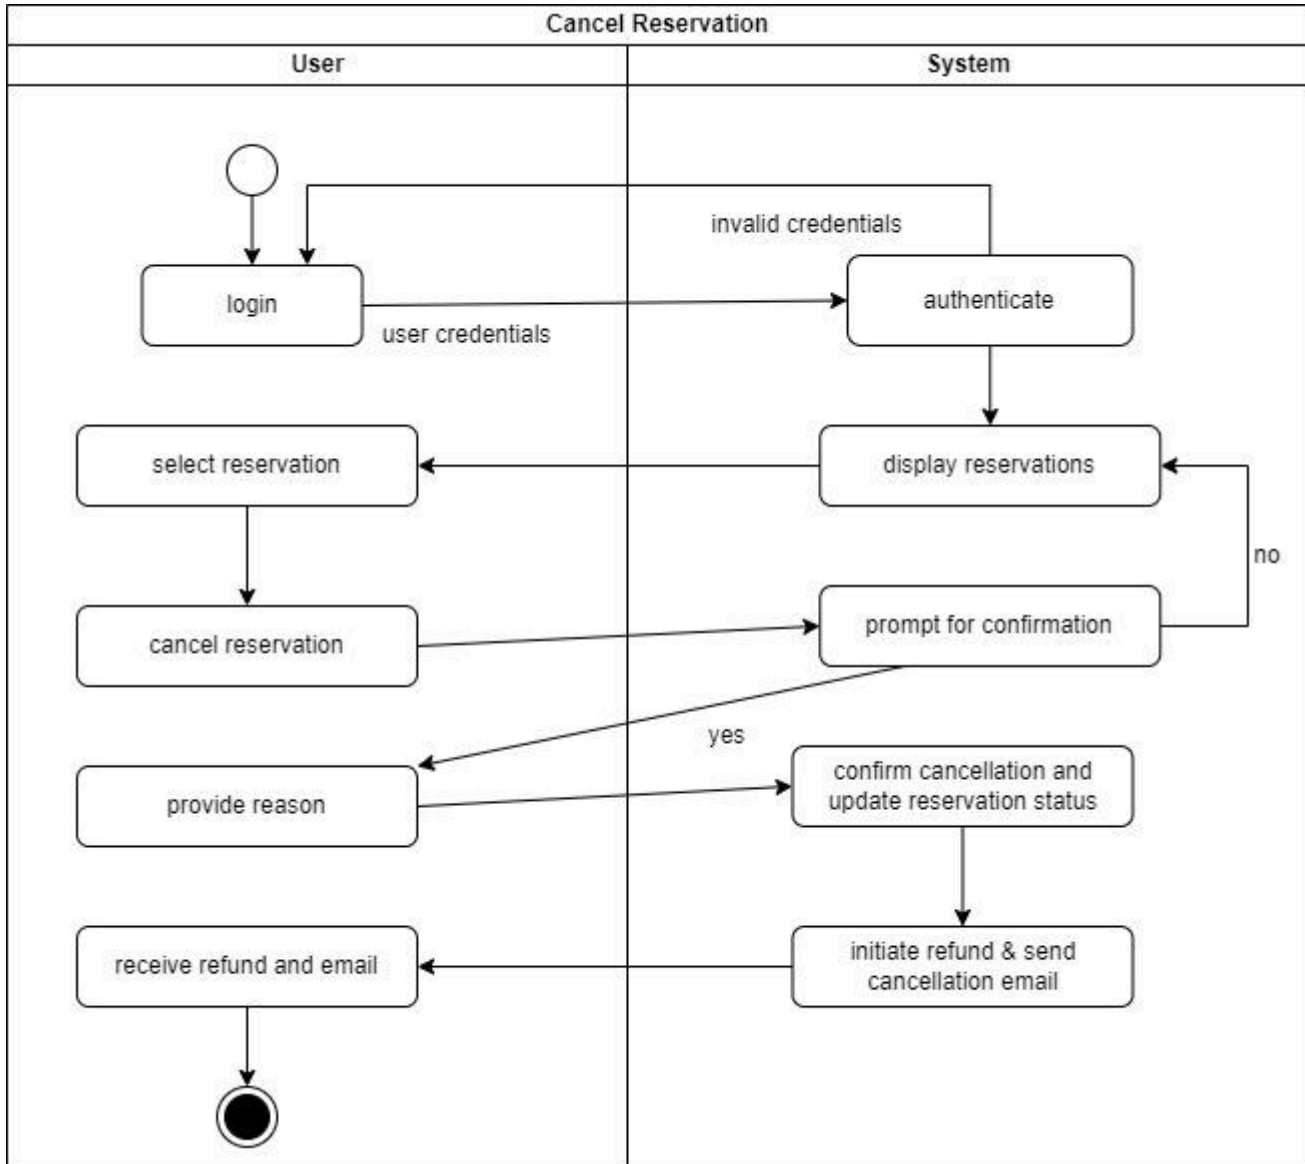 Cancel Reservation
User
System
invalid credentials
login
authenticate
user credentials
select reservation
display reservations
no
cancel reservation
prompt for confirmation
yes
provide reason
confirm cancellation and
update reservation status
receive refund and email
initiate refund & send
cancellation email